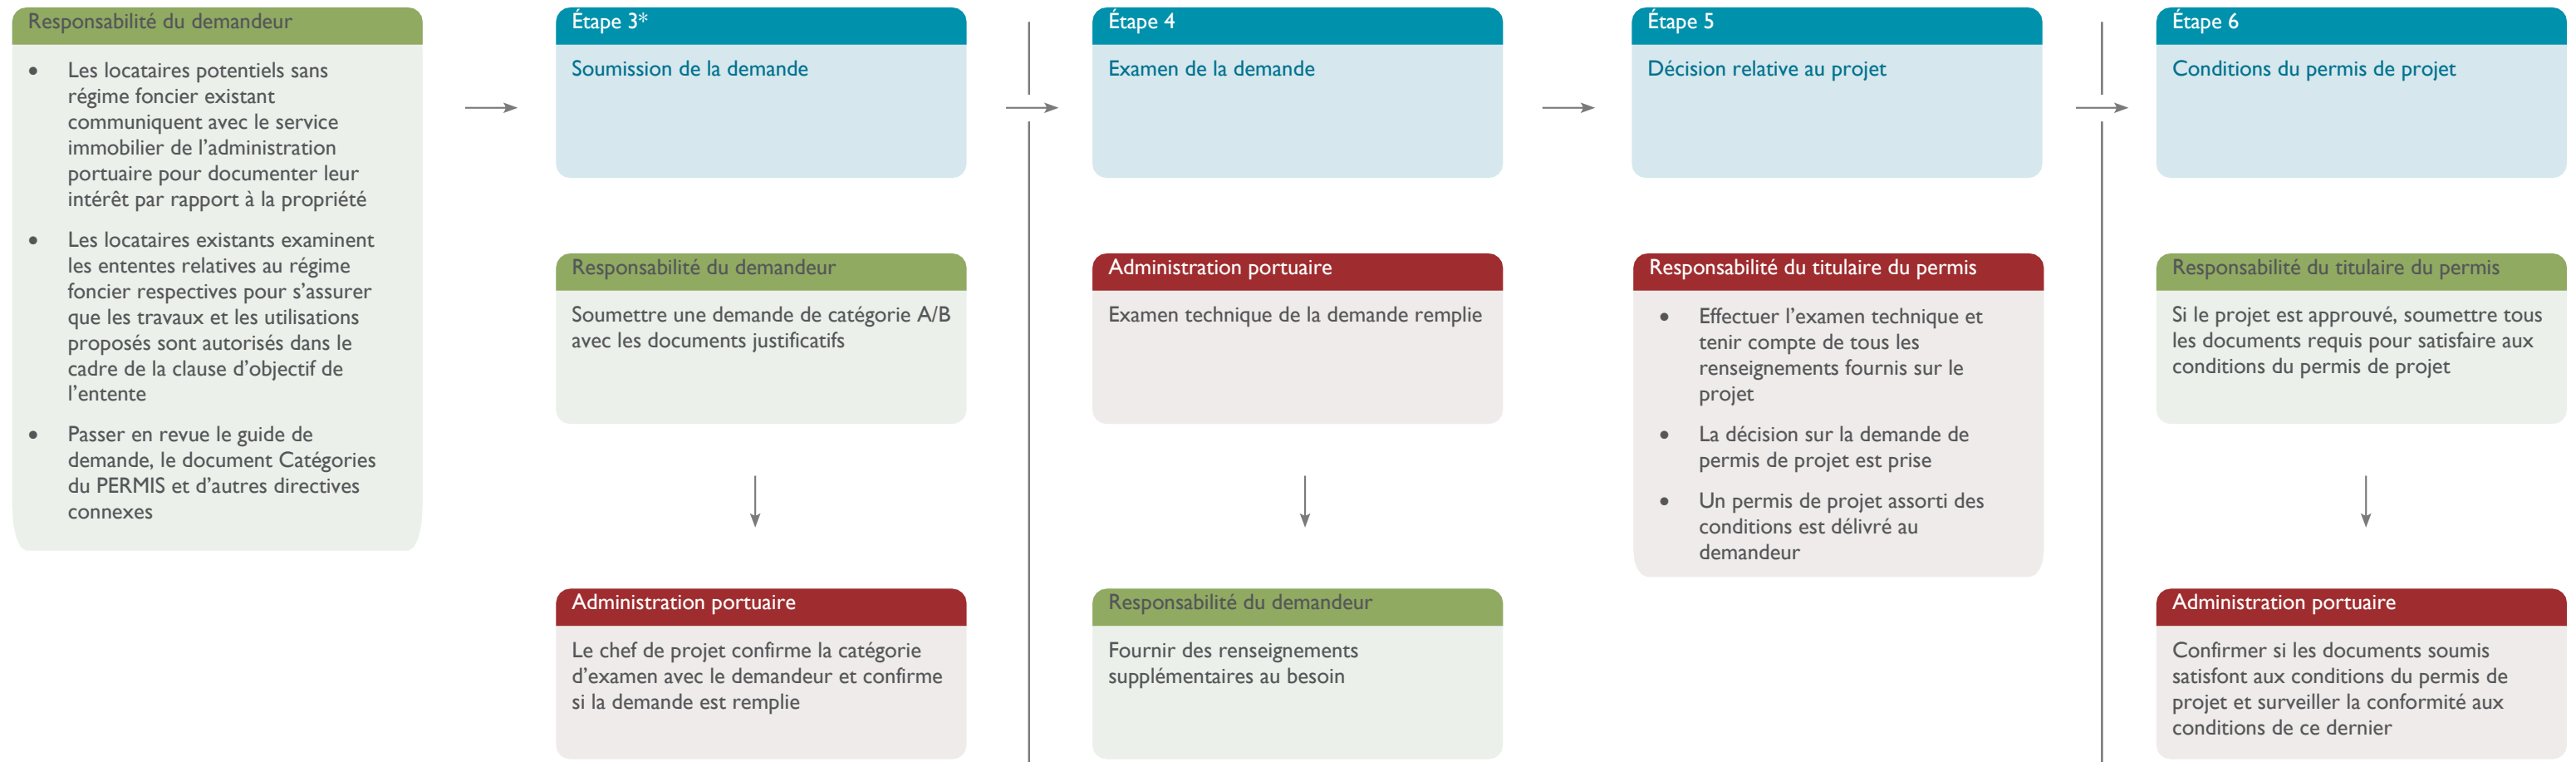 Responsabilité du demandeur
• Les locataires potentiels sans
régime foncier existant
communiquent avec le service
immobilier de l’administration
portuaire pour documenter leur
intérêt par rapport à la propriété
• Les locataires existants examinent
les ententes relatives au régime
foncier respectives pour s’assurer
que les travaux et les utilisations
proposés sont autorisés dans le
cadre de la clause d’objectif de
l’entente
• Passer en revue le guide de
demande, le document Catégories
du PERMIS et d’autres directives
connexes
Étape 3*
Soumission de la demande
Responsabilité du demandeur
Soumettre une demande de catégorie A/B
avec les documents justificatifs
Administration portuaire
Le chef de projet confirme la catégorie
d’examen avec le demandeur et confirme
si la demande est remplie
Étape 4
Examen de la demande
Administration portuaire
Examen technique de la demande remplie
Responsabilité du demandeur
Fournir des renseignements
supplémentaires au besoin
Étape 5
Décision relative au projet
Responsabilité du titulaire du permis
• Effectuer l’examen technique et
tenir compte de tous les
renseignements fournis sur le
projet
• La décision sur la demande de
permis de projet est prise
• Un permis de projet assorti des
conditions est délivré au
demandeur
Étape 6
Conditions du permis de projet
Responsabilité du titulaire du permis
Si le projet est approuvé, soumettre tous
les documents requis pour satisfaire aux
conditions du permis de projet
Administration portuaire
Confirmer si les documents soumis
satisfont aux conditions du permis de
projet et surveiller la conformité aux
conditions de ce dernier